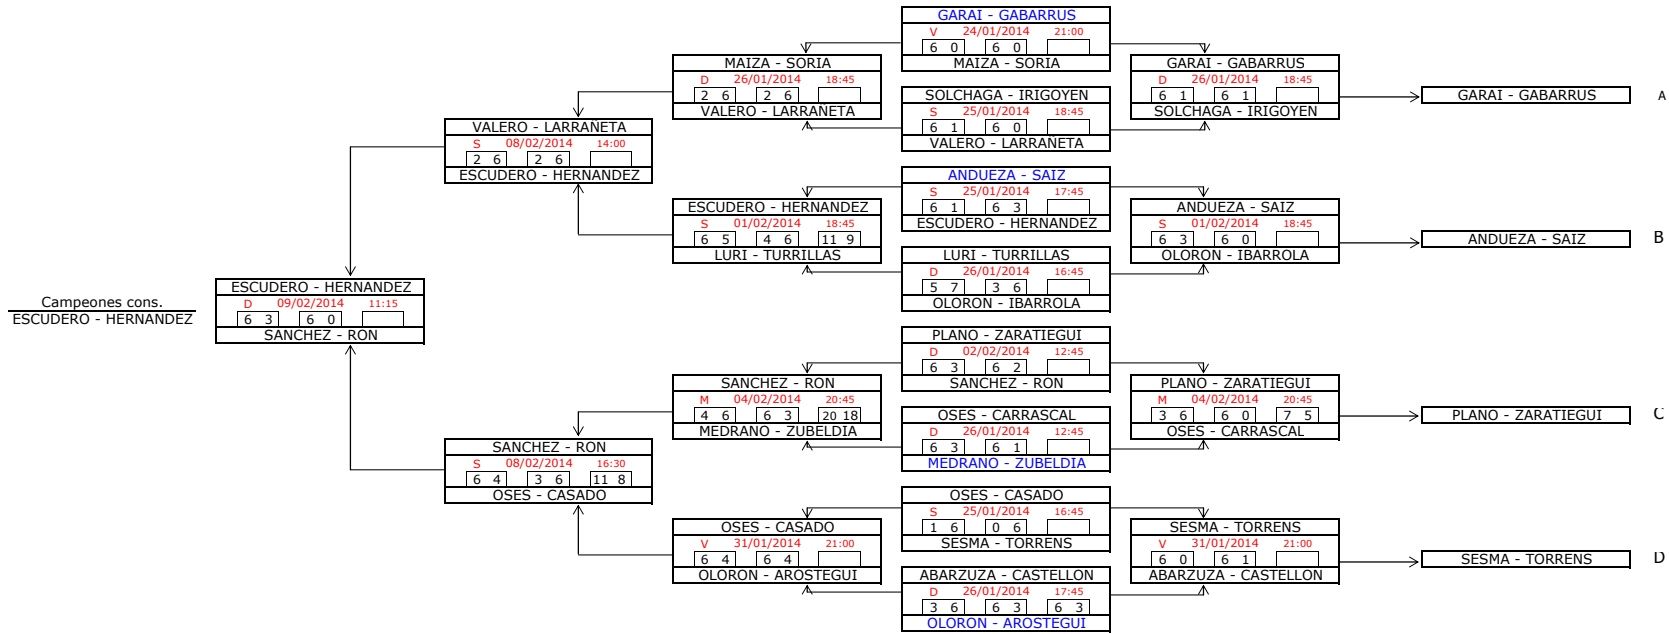 Campeones cons.
ESCUDERO - HERNANDEZ
ESCUDERO - HERNANDEZ
D 09/02/2014 11:15
6 3 6 0
SANCHEZ - RON
VALERO - LARRAÑETA
S 08/02/2014 14:00
2 6 2 6
ESCUDERO - HERNANDEZ
SANCHEZ - RON
S 08/02/2014 16:30
6 4 3 6 11 8
OSES - CASADO
MAIZA - SORIA
D 26/01/2014 18:45
2 6 2 6
VALERO - LARRAÑETA
ESCUDERO - HERNANDEZ
S 01/02/2014 18:45
6 5 4 6 11 9
LURI - TURRILLAS
SANCHEZ - RON
M 04/02/2014 20:45
4 6 6 3 20 18
MEDRANO - ZUBELDIA
OSES - CASADO
V 31/01/2014 21:00
6 4 6 4
OLORON - AROSTEGUI
GARAI - GABARRUS
V 24/01/2014 21:00
6 0 6 0
MAIZA - SORIA
SOLCHAGA - IRIGOYEN
S 25/01/2014 18:45
6 1 6 0
VALERO - LARRAÑETA
ANDUEZA - SAIZ
S 25/01/2014 17:45
6 1 6 3
ESCUDERO - HERNANDEZ
LURI - TURRILLAS
D 26/01/2014 16:45
5 7 3 6
OLORON - IBARROLA
PLANO - ZARATIEGUI
D 02/02/2014 12:45
6 3 6 2
SANCHEZ - RON
OSES - CARRASCAL
D 26/01/2014 12:45
6 3 6 1
MEDRANO - ZUBELDIA
OSES - CASADO
S 25/01/2014 16:45
1 6 0 6
SESMA - TORRENS
ABARZUZA - CASTELLON
D 26/01/2014 17:45
3 6 6 3 6 3
OLORON - AROSTEGUI
GARAI - GABARRUS
D 26/01/2014 18:45
6 1 6 1
SOLCHAGA - IRIGOYEN
ANDUEZA - SAIZ
S 01/02/2014 18:45
6 3 6 0
OLORON - IBARROLA
PLANO - ZARATIEGUI
M 04/02/2014 20:45
3 6 6 0 7 5
OSES - CARRASCAL
SESMA - TORRENS
V 31/01/2014 21:00
6 0 6 1
ABARZUZA - CASTELLON
GARAI - GABARRUS A
ANDUEZA - SAIZ B
PLANO - ZARATIEGUI C
SESMA - TORRENS D